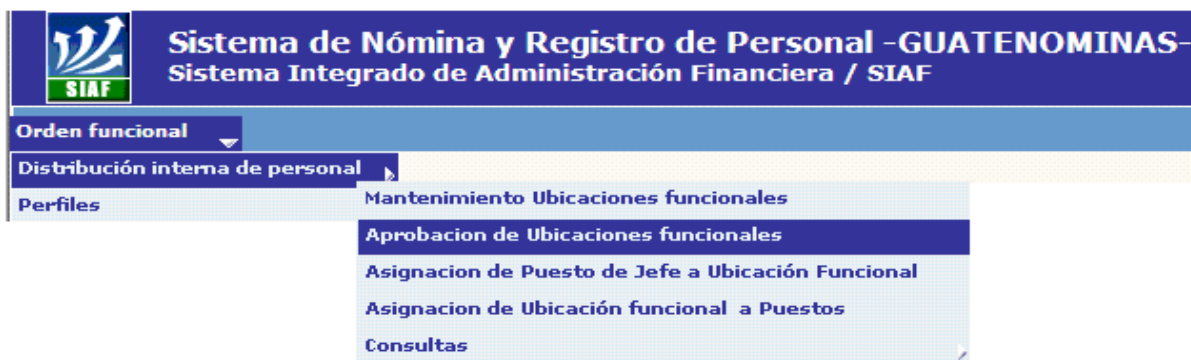 Sistema de Nómina y Registro de Personal -GUATENOMINAS-
Sistema Integrado de Administración Financiera / SIAF
SIAF
Orden funcional
Distribución interna de personal
Perfiles
Mantenimiento Ubicaciones funcionales
Aprobacion de Ubicaciones funcionales
Asignacion de Puesto de Jefe a Ubicación Funcional
Asignacion de Ubicación funcional a Puestos
Consultas